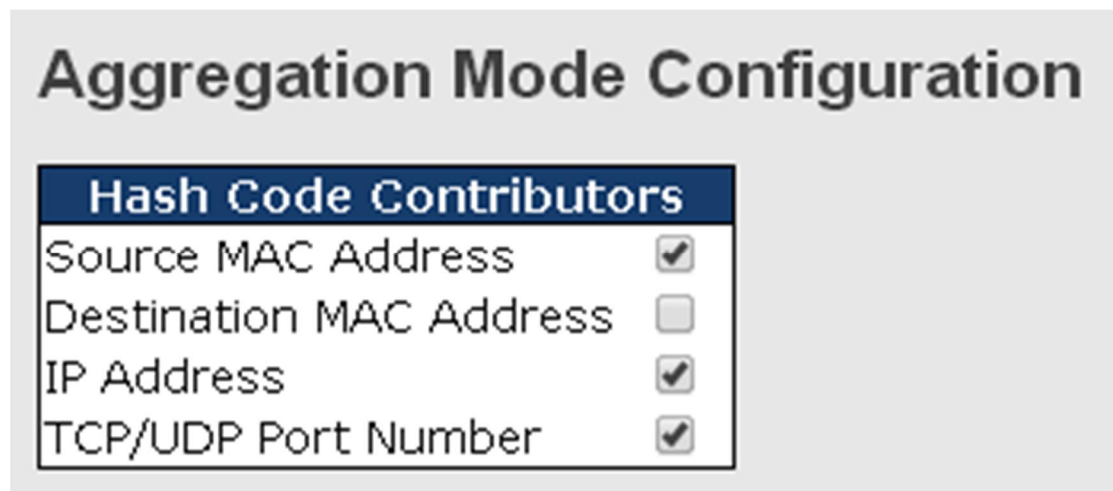 Aggregation Mode Configuration
Hash Code Contributors
Source MAC Address
Destination MAC Address
IP Address
TCP/UDP Port Number